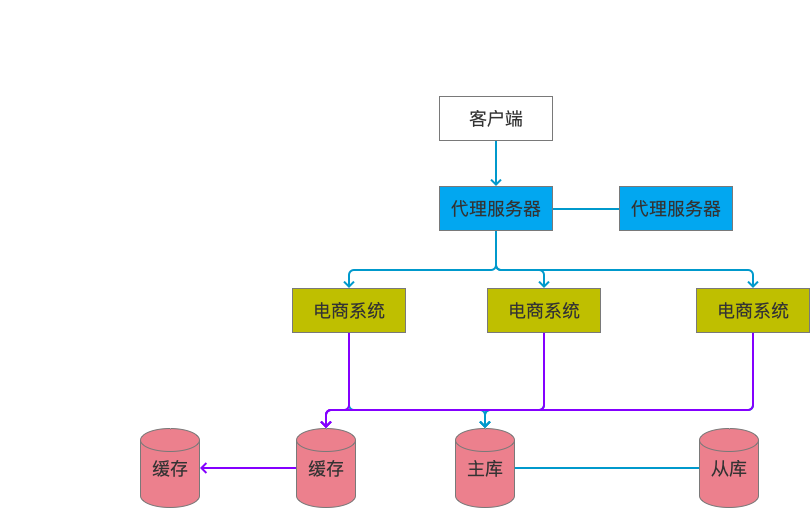 客户端
代理服务器
代理服务器
电商系统
电商系统
电商系统
缓存
缓存
主库
从库